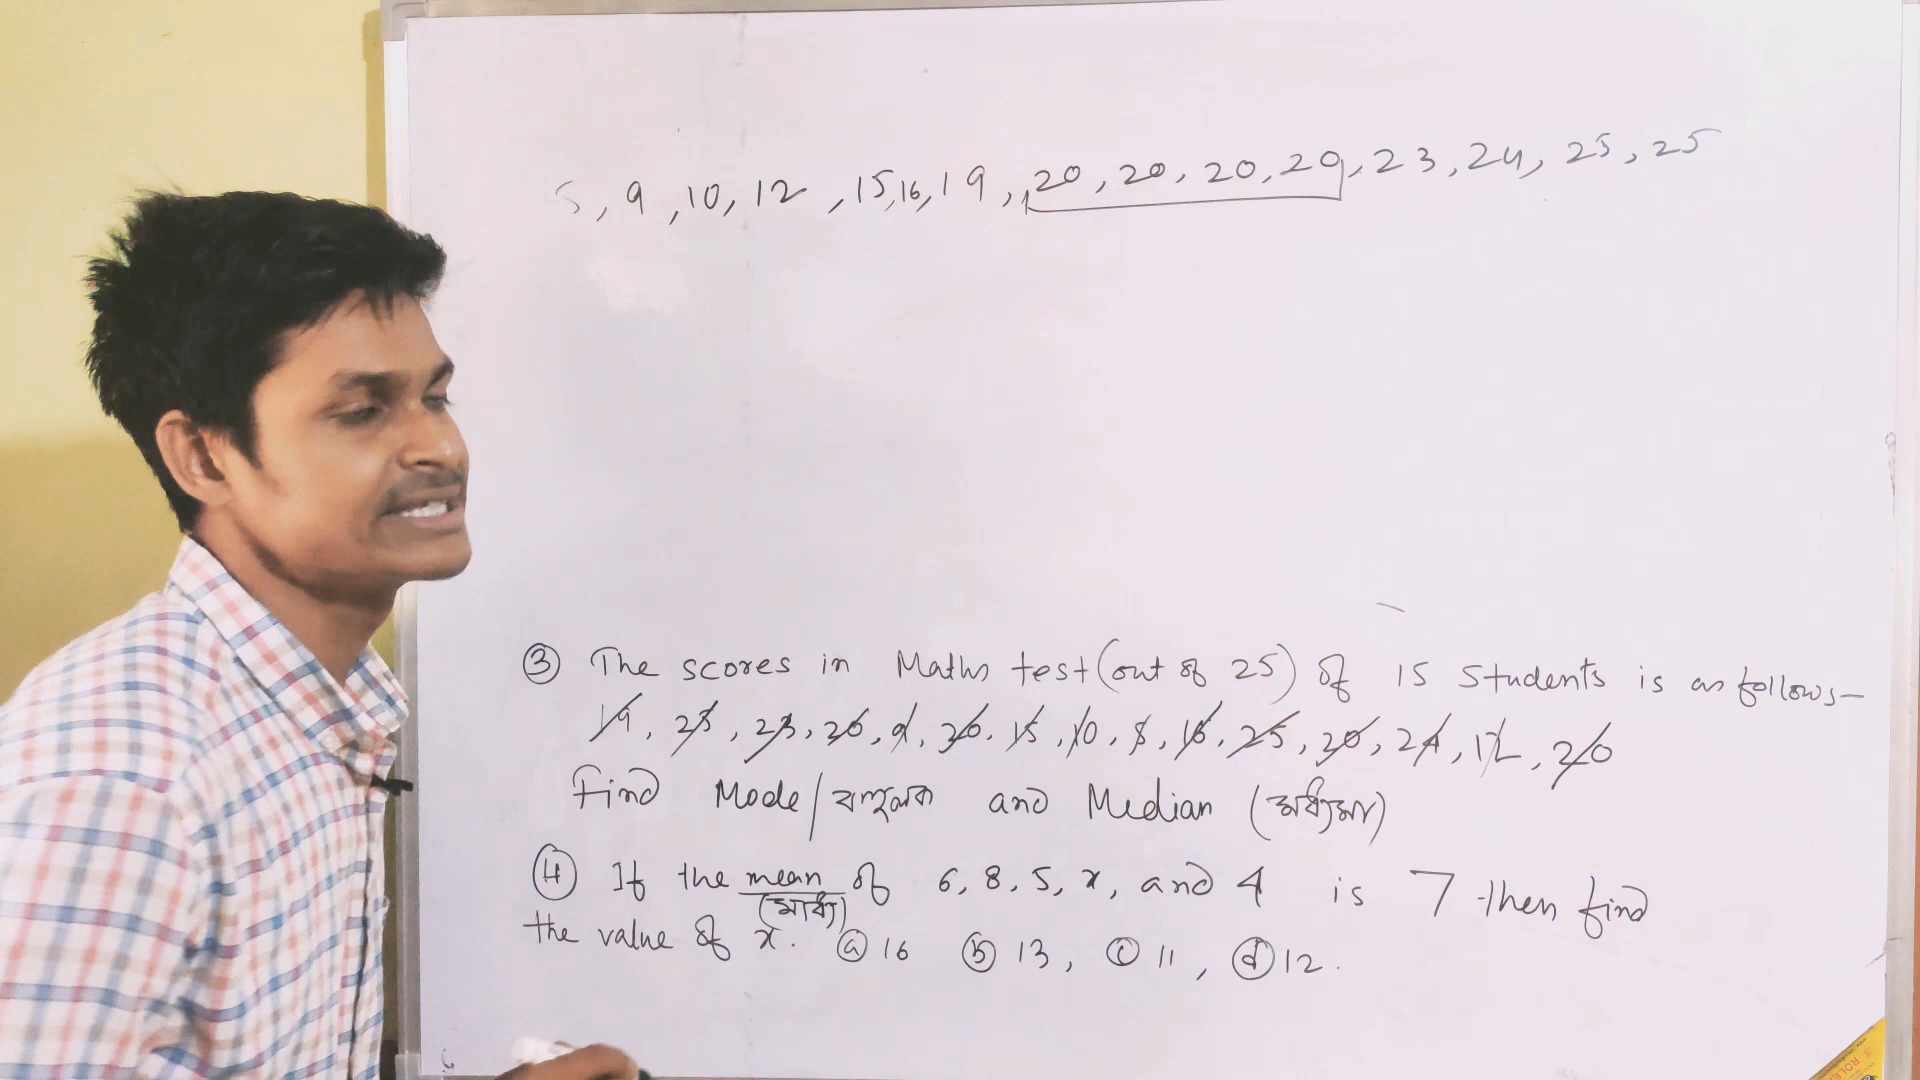 5, 9, 10, 12, 15, 16, 19, 20, 20, 20, 20, 23, 24, 25, 25
③ The scores in Maths test (out of 25) of 15 students is as follows—
19, 25, 23, 20, 9, 20, 15, 10, 5, 16, 25, 20, 24, 12, 20
Find Mode/বহুলক and Median (মধ্যমা)
④ If the mean of 6, 8, 5, x, and 4 is 7 then find
(মাধ্য)
the value of x. ⓐ 16 ⓑ 13, ⓒ 11, ⓓ 12.